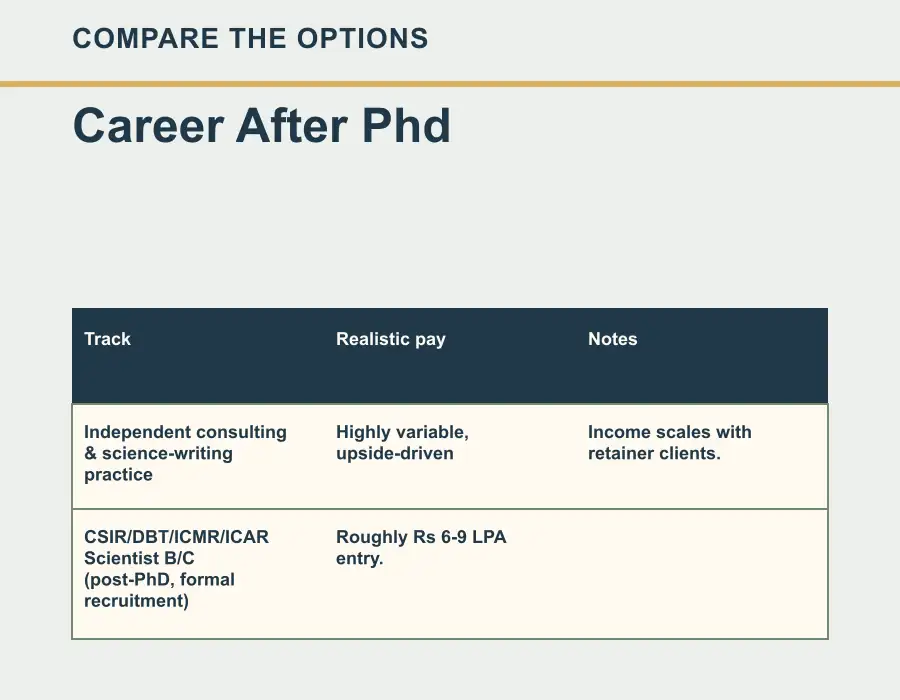 COMPARE THE OPTIONS
Career After Phd
Track
Realistic pay
Notes
Independent consulting
& science-writing
practice
Highly variable,
upside-driven
Income scales with
retainer clients.
CSIR/DBT/ICMR/ICAR
Scientist B/C
(post-PhD, formal
recruitment)
Roughly Rs 6-9 LPA
entry.